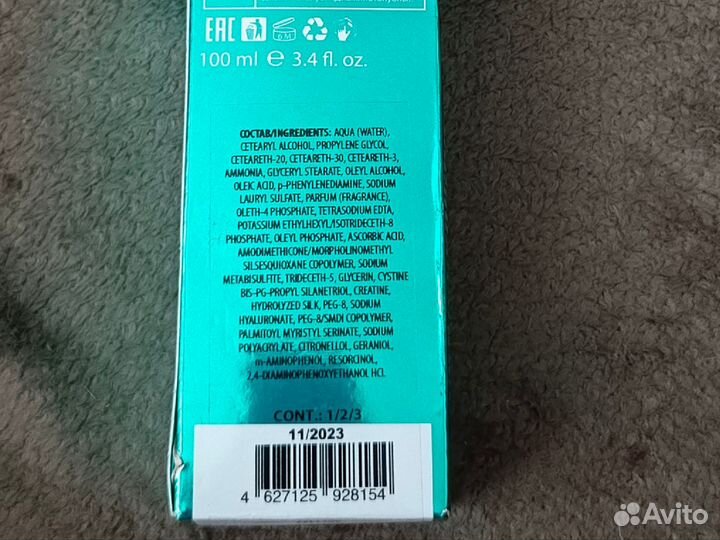 EAC
6 M
100 ml ℮ 3.4 fl. oz.
СОСТАВ/INGREDIENTS: AQUA (WATER),
CETEARYL ALCOHOL, PROPYLENE GLYCOL,
CETEARETH-20, CETEARETH-30, CETEARETH-3,
AMMONIA, GLYCERYL STEARATE, OLEYL ALCOHOL,
OLEIC ACID, p-PHENYLENEDIAMINE, SODIUM
LAURYL SULFATE, PARFUM (FRAGRANCE),
OLETH-4 PHOSPHATE, TETRASODIUM EDTA,
POTASSIUM ETHYLHEXYL/ISOTRIDECETH-8
PHOSPHATE, OLEYL PHOSPHATE, ASCORBIC ACID,
AMODIMETHICONE/MORPHOLINOMETHYL
SILSESQUIOXANE COPOLYMER, SODIUM
METABISULFITE, TRIDECETH-5, GLYCERIN, CYSTINE
BIS-PG-PROPYL SILANETRIOL, CREATINE,
HYDROLYZED SILK, PEG-8, SODIUM
HYALURONATE, PEG-8/SMDI COPOLYMER,
PALMITOYL MYRISTYL SERINATE, SODIUM
POLYACRYLATE, CITRONELLOL, GERANIOL,
m-AMINOPHENOL, RESORCINOL,
2,4-DIAMINOPHENOXYETHANOL HCl.
CONT.: 1/2/3
11/2023
4 627125 928154
Avito